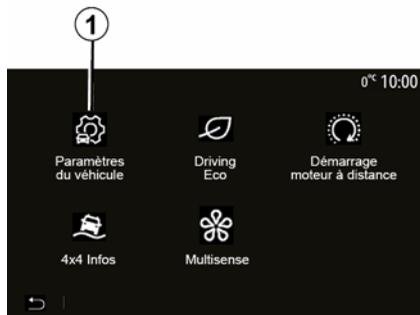 1
0°C 10:00
Paramètres
du véhicule
Driving
Eco
Démarrage
moteur à distance
4x4 Infos
Multisense